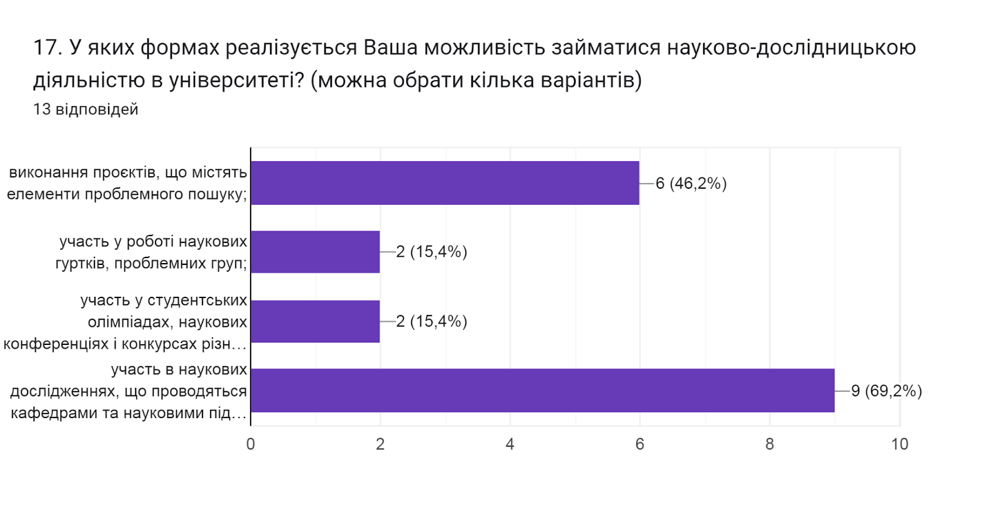 17. У яких формах реалізується Ваша можливість займатися науково-дослідницькою
діяльністю в університеті? (можна обрати кілька варіантів)
13 відповідей
виконання проєктів, що містять
елементи проблемного пошуку;
6 (46,2%)
участь у роботі наукових
гуртків, проблемних груп;
2 (15,4%)
участь у студентських
олімпіадах, наукових
конференціях і конкурсах різн…
2 (15,4%)
участь в наукових
дослідженнях, що проводяться
кафедрами та науковими під…
9 (69,2%)
0 2 4 6 8 10